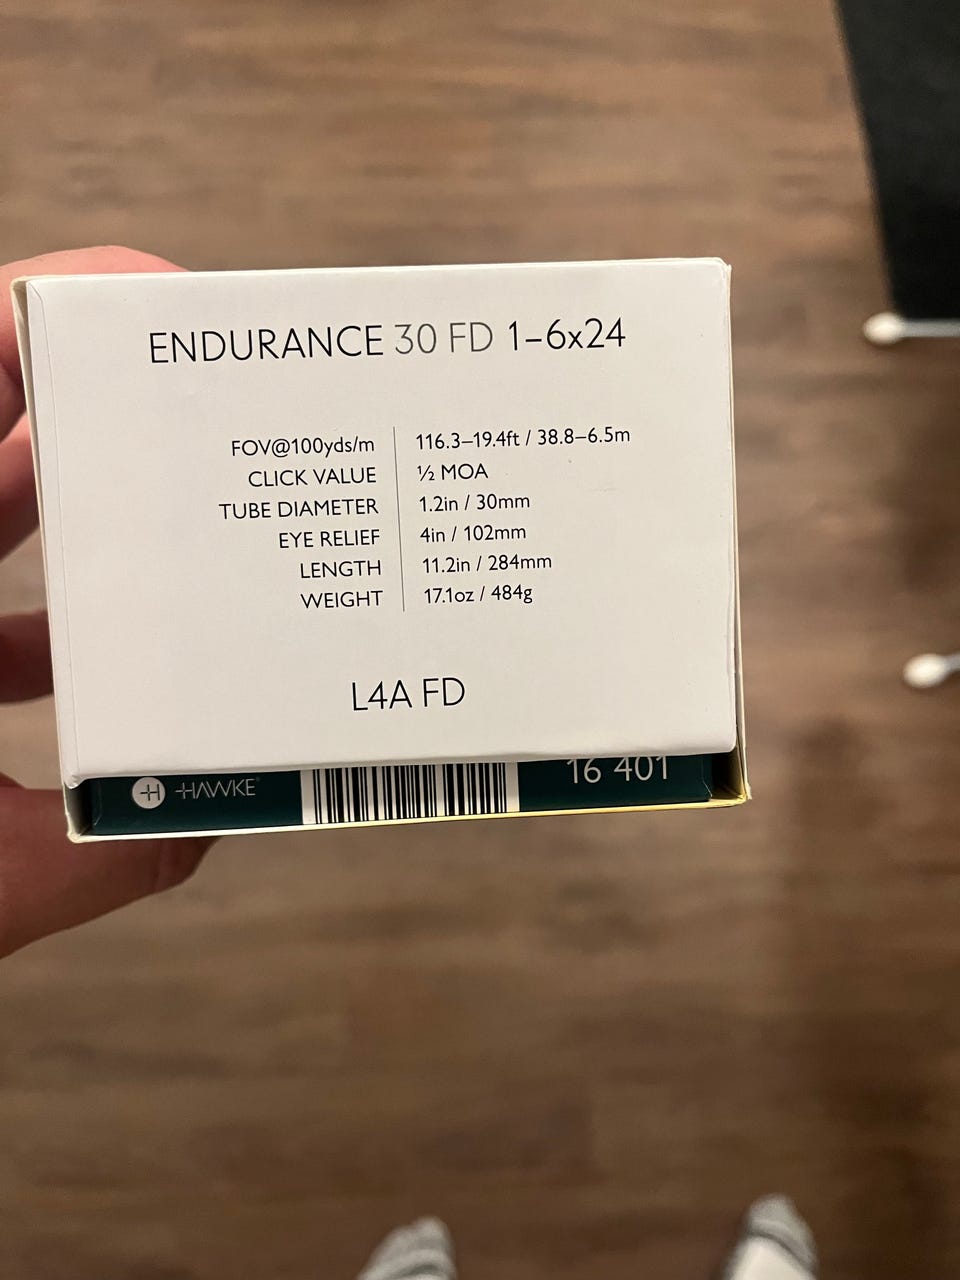 ENDURANCE 30 FD 1–6x24
FOV@100yds/m 116.3–19.4ft / 38.8–6.5m
CLICK VALUE ½ MOA
TUBE DIAMETER 1.2in / 30mm
EYE RELIEF 4in / 102mm
LENGTH 11.2in / 284mm
WEIGHT 17.1oz / 484g
L4A FD
H HAWKE® 16 401